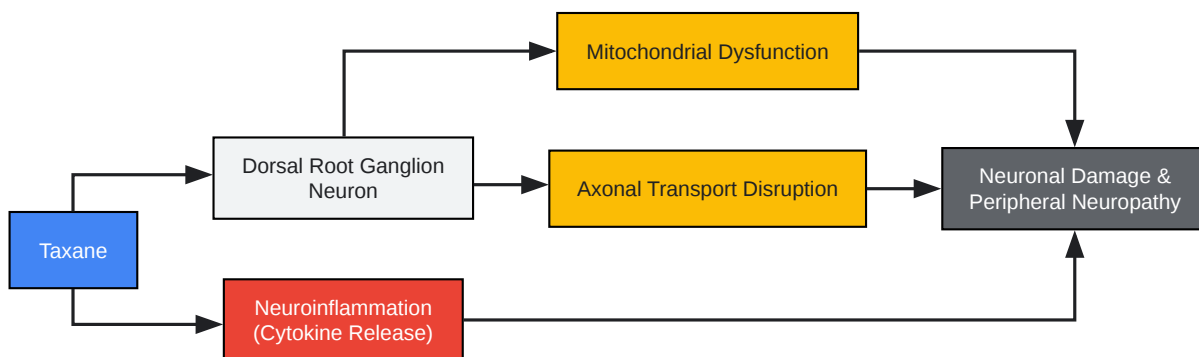 Mitochondrial Dysfunction
Dorsal Root Ganglion
Neuron
Axonal Transport Disruption
Neuronal Damage &
Peripheral Neuropathy
Taxane
Neuroinflammation
(Cytokine Release)